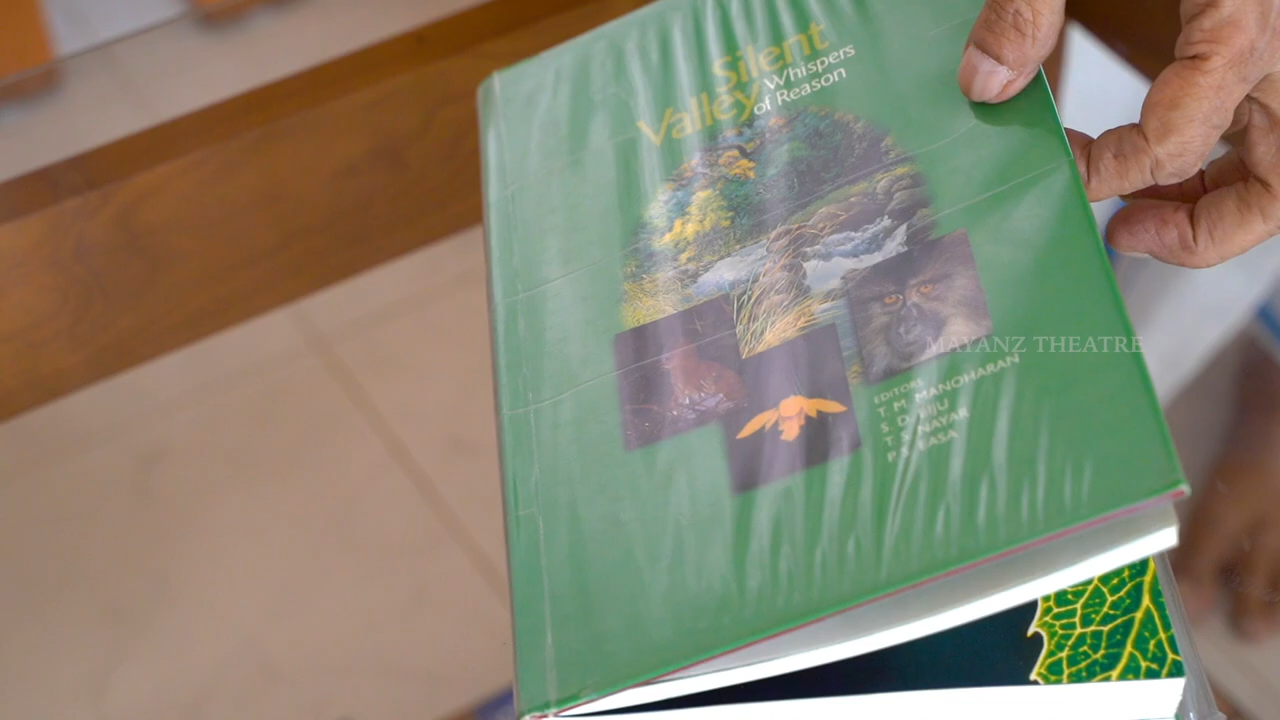 Silent
Valley
Whispers
of Reason
EDITORS
T. M. MANOHARAN
S. D. BIJU
T. S. NAYAR
P. S. EASA
MAYANZ THEATRE